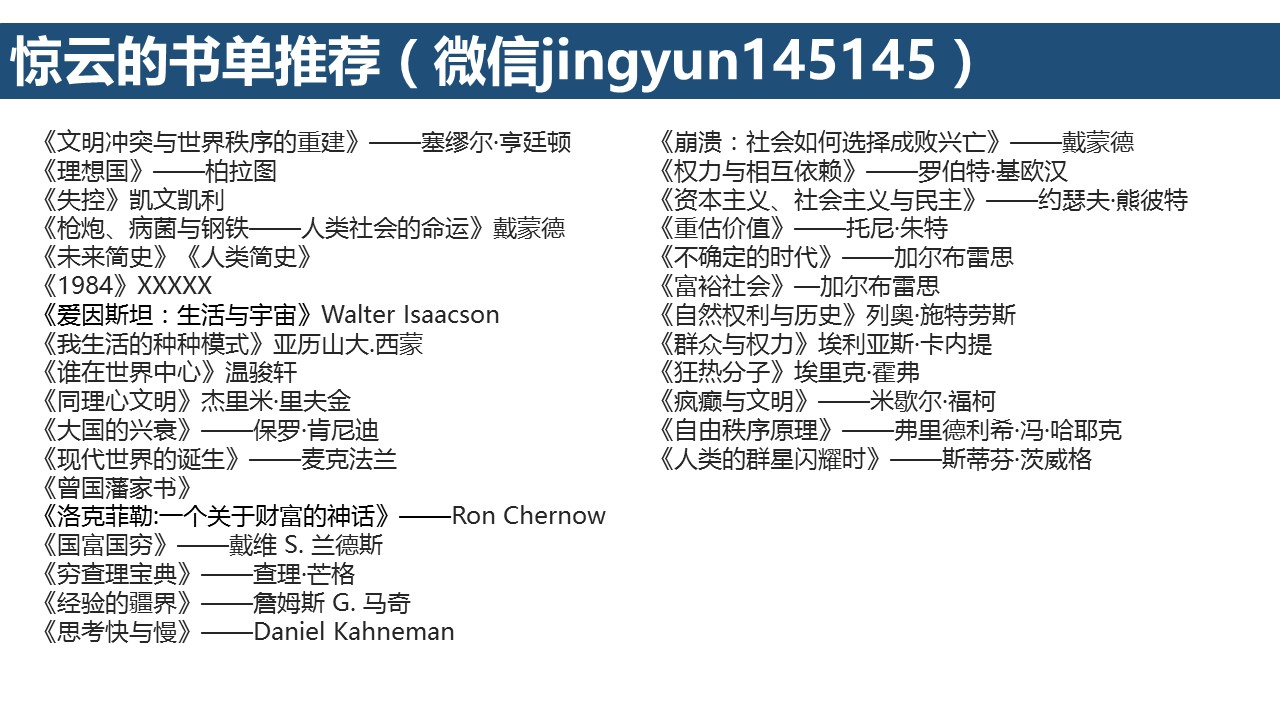 惊云的书单推荐（微信jingyun145145）
《文明冲突与世界秩序的重建》——塞缪尔·亨廷顿
《理想国》——柏拉图
《失控》凯文凯利
《枪炮、病菌与钢铁——人类社会的命运》戴蒙德
《未来简史》《人类简史》
《1984》XXXXX
《爱因斯坦：生活与宇宙》Walter Isaacson
《我生活的种种模式》亚历山大.西蒙
《谁在世界中心》温骏轩
《同理心文明》杰里米·里夫金
《大国的兴衰》——保罗·肯尼迪
《现代世界的诞生》——麦克法兰
《曾国藩家书》
《洛克菲勒:一个关于财富的神话》——Ron Chernow
《国富国穷》——戴维 S. 兰德斯
《穷查理宝典》——查理·芒格
《经验的疆界》——詹姆斯 G. 马奇
《思考快与慢》——Daniel Kahneman
《崩溃：社会如何选择成败兴亡》——戴蒙德
《权力与相互依赖》——罗伯特·基欧汉
《资本主义、社会主义与民主》——约瑟夫·熊彼特
《重估价值》——托尼·朱特
《不确定的时代》——加尔布雷思
《富裕社会》—加尔布雷思
《自然权利与历史》列奥·施特劳斯
《群众与权力》埃利亚斯·卡内提
《狂热分子》埃里克·霍弗
《疯癫与文明》——米歇尔·福柯
《自由秩序原理》——弗里德利希·冯·哈耶克
《人类的群星闪耀时》——斯蒂芬·茨威格